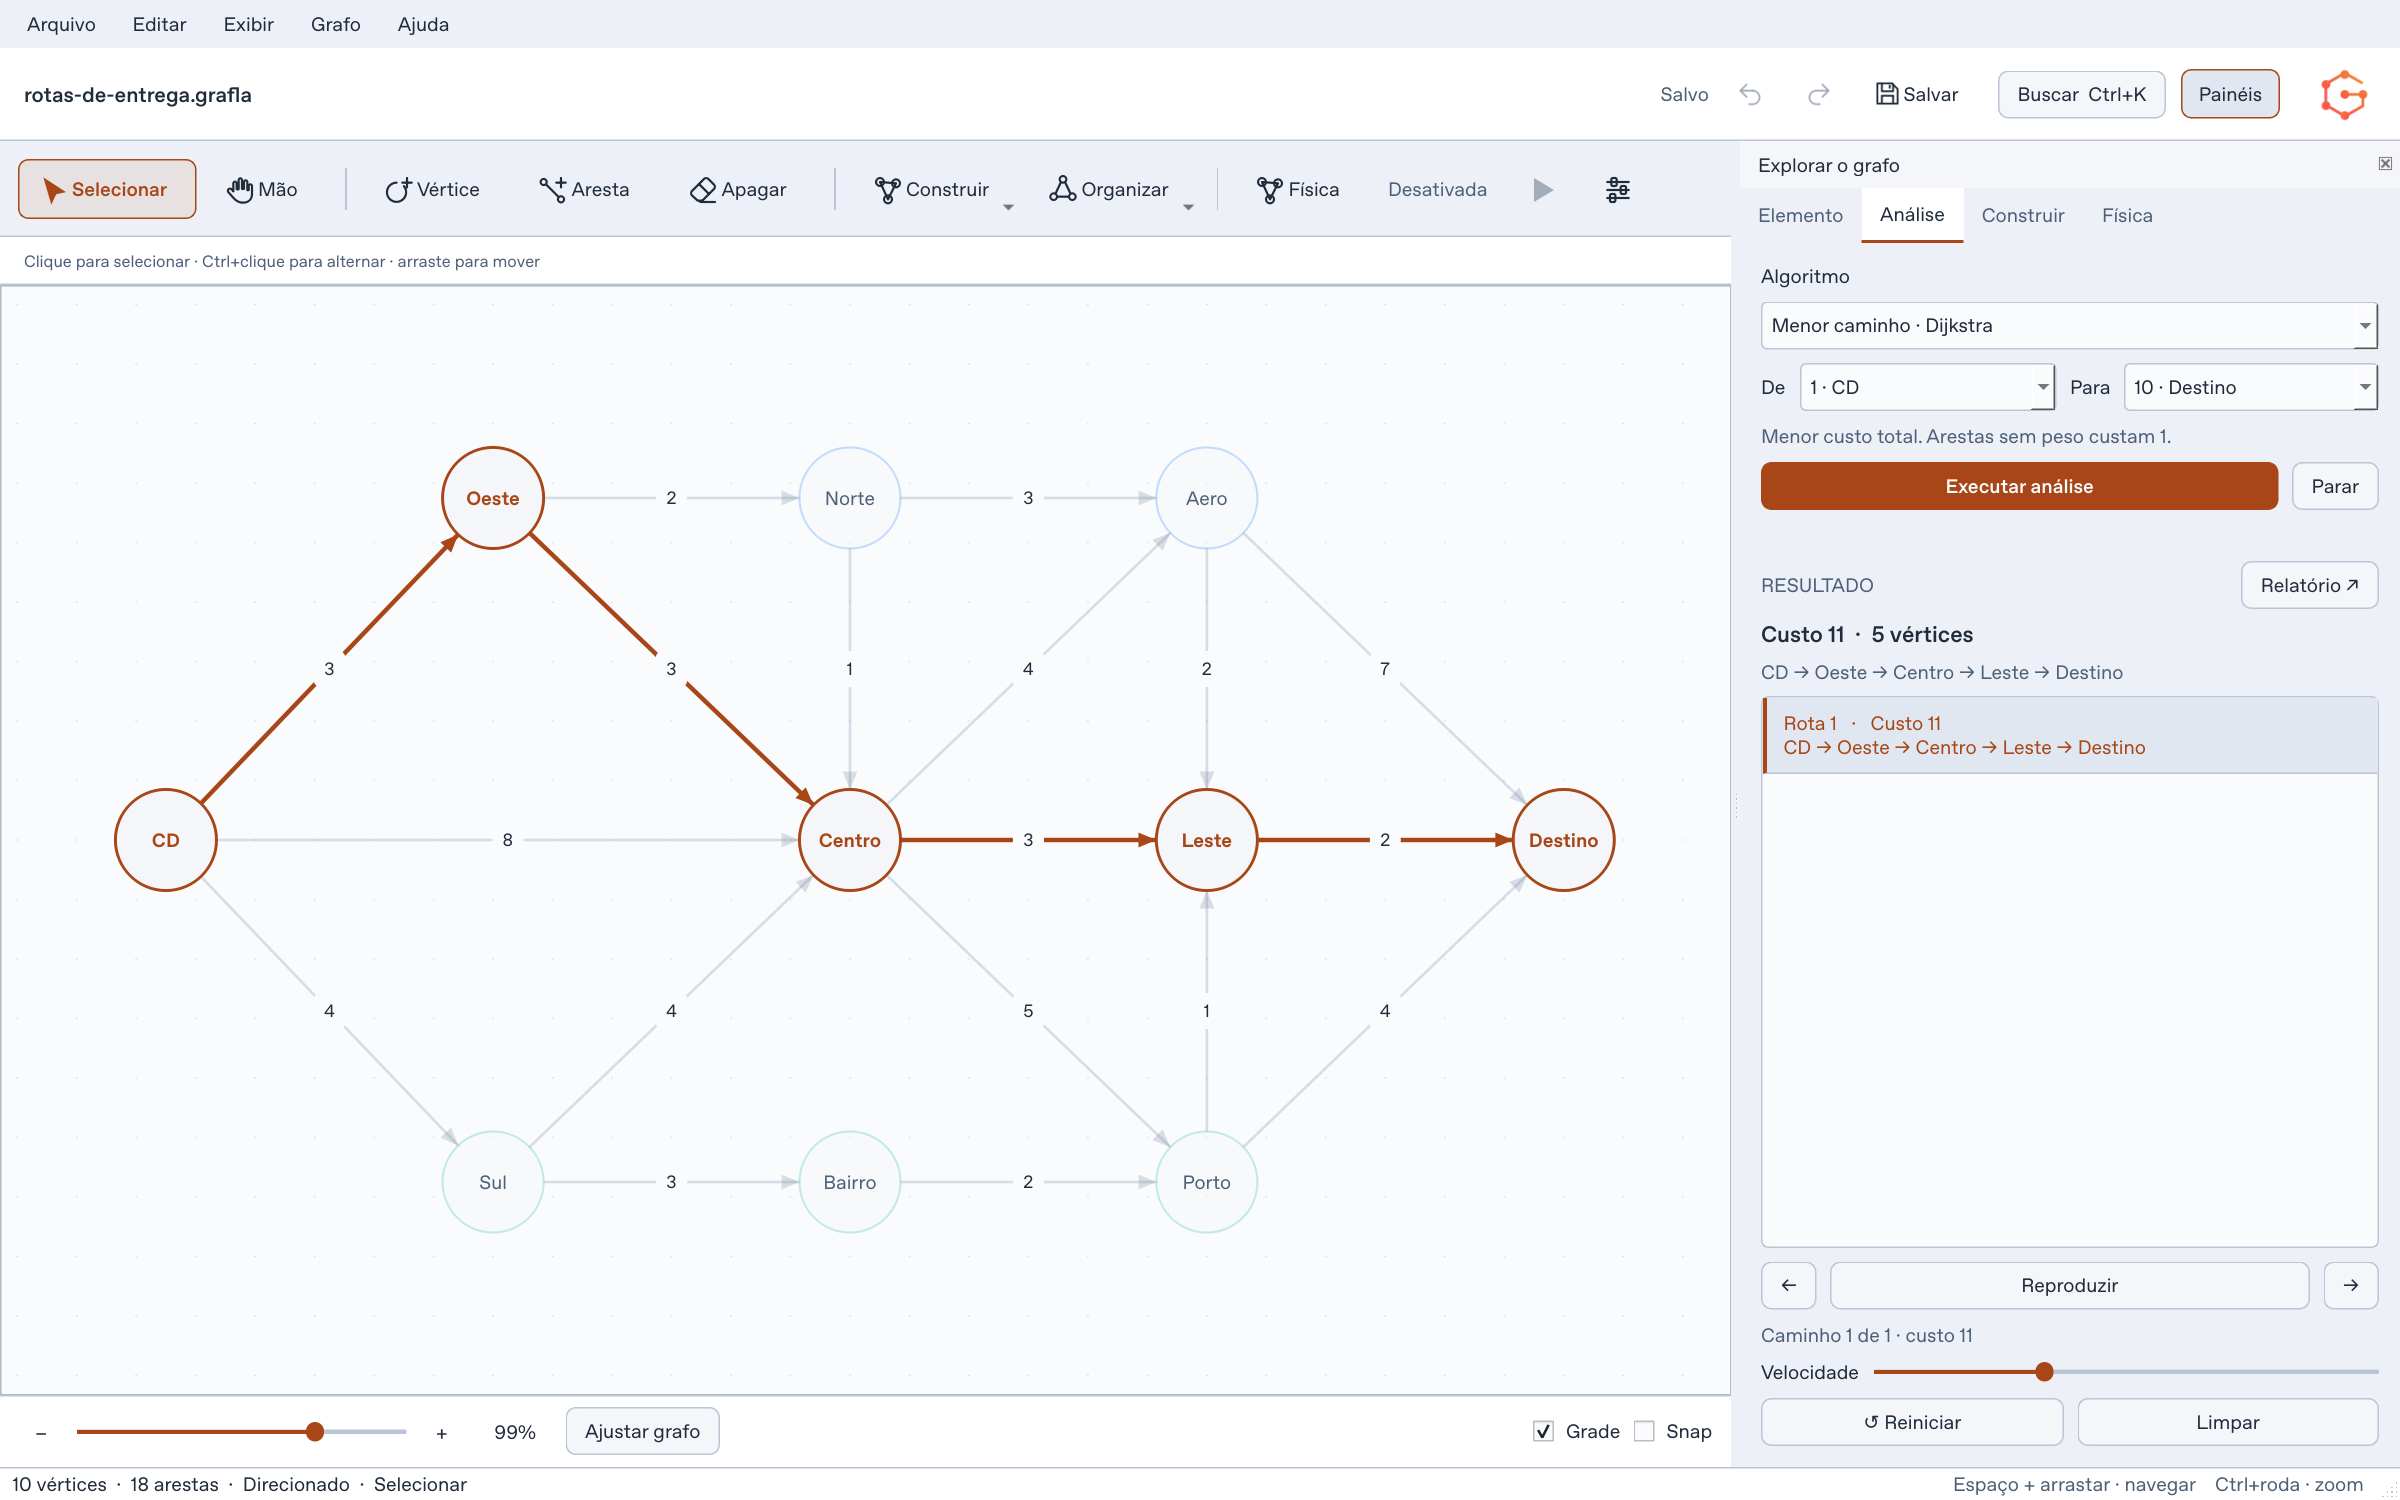 Arquivo Editar Exibir Grafo Ajuda
rotas-de-entrega.grafla
Salvo Salvar Buscar Ctrl+K Painéis
Selecionar Mão Vértice Aresta Apagar Construir Organizar Física Desativada
Clique para selecionar · Ctrl+clique para alternar · arraste para mover
Oeste 2 Norte 3 Aero
3 3 1 4 2 7
CD 8 Centro 3 Leste 2 Destino
4 4 5 1 4
Sul 3 Bairro 2 Porto
– + 99% Ajustar grafo Grade Snap
Explorar o grafo
Elemento Análise Construir Física
Algoritmo
Menor caminho · Dijkstra
De 1 · CD Para 10 · Destino
Menor custo total. Arestas sem peso custam 1.
Executar análise Parar
RESULTADO Relatório ↗
Custo 11 · 5 vértices
CD → Oeste → Centro → Leste → Destino
Rota 1 · Custo 11
CD → Oeste → Centro → Leste → Destino
← Reproduzir →
Caminho 1 de 1 · custo 11
Velocidade
↺ Reiniciar Limpar
10 vértices · 18 arestas · Direcionado · Selecionar
Espaço + arrastar · navegar Ctrl+roda · zoom